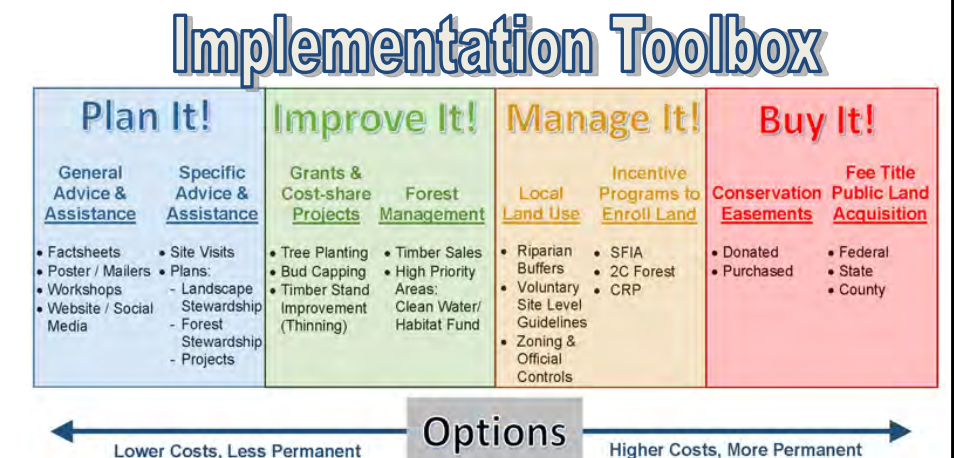 Implementation Toolbox
Plan It!
General
Advice &
Assistance
• Factsheets
• Poster / Mailers
• Workshops
• Website / Social
Media
Specific
Advice &
Assistance
• Site Visits
• Plans:
- Landscape
Stewardship
- Forest
Stewardship
- Projects
Improve It!
Grants &
Cost-share
Projects
• Tree Planting
• Bud Capping
• Timber Stand
Improvement
(Thinning)
Forest
Management
• Timber Sales
• High Priority
Areas:
Clean Water/
Habitat Fund
Manage It!
Local
Land Use
• Riparian
Buffers
• Voluntary
Site Level
Guidelines
• Zoning &
Official
Controls
Incentive
Programs to
Enroll Land
• SFIA
• 2C Forest
• CRP
Buy It!
Conservation
Easements
• Donated
• Purchased
Fee Title
Public Land
Acquisition
• Federal
• State
• County
Options
Lower Costs, Less Permanent
Higher Costs, More Permanent